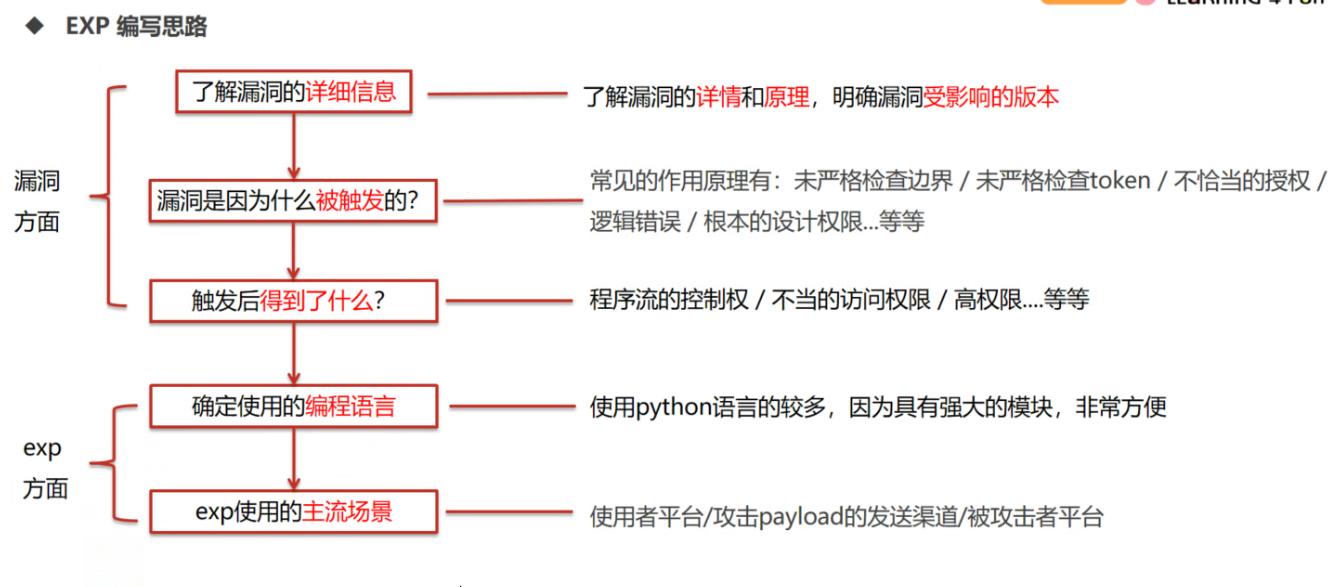 ◆ EXP 编写思路
了解漏洞的详细信息
了解漏洞的详情和原理，明确漏洞受影响的版本
漏洞
方面
漏洞是因为什么被触发的？
常见的作用原理有：未严格检查边界 / 未严格检查token / 不恰当的授权 /
逻辑错误 / 根本的设计权限...等等
触发后得到了什么？
程序流的控制权 / 不当的访问权限 / 高权限....等等
确定使用的编程语言
使用python语言的较多，因为具有强大的模块，非常方便
exp
方面
exp使用的主流场景
使用者平台/攻击payload的发送渠道/被攻击者平台